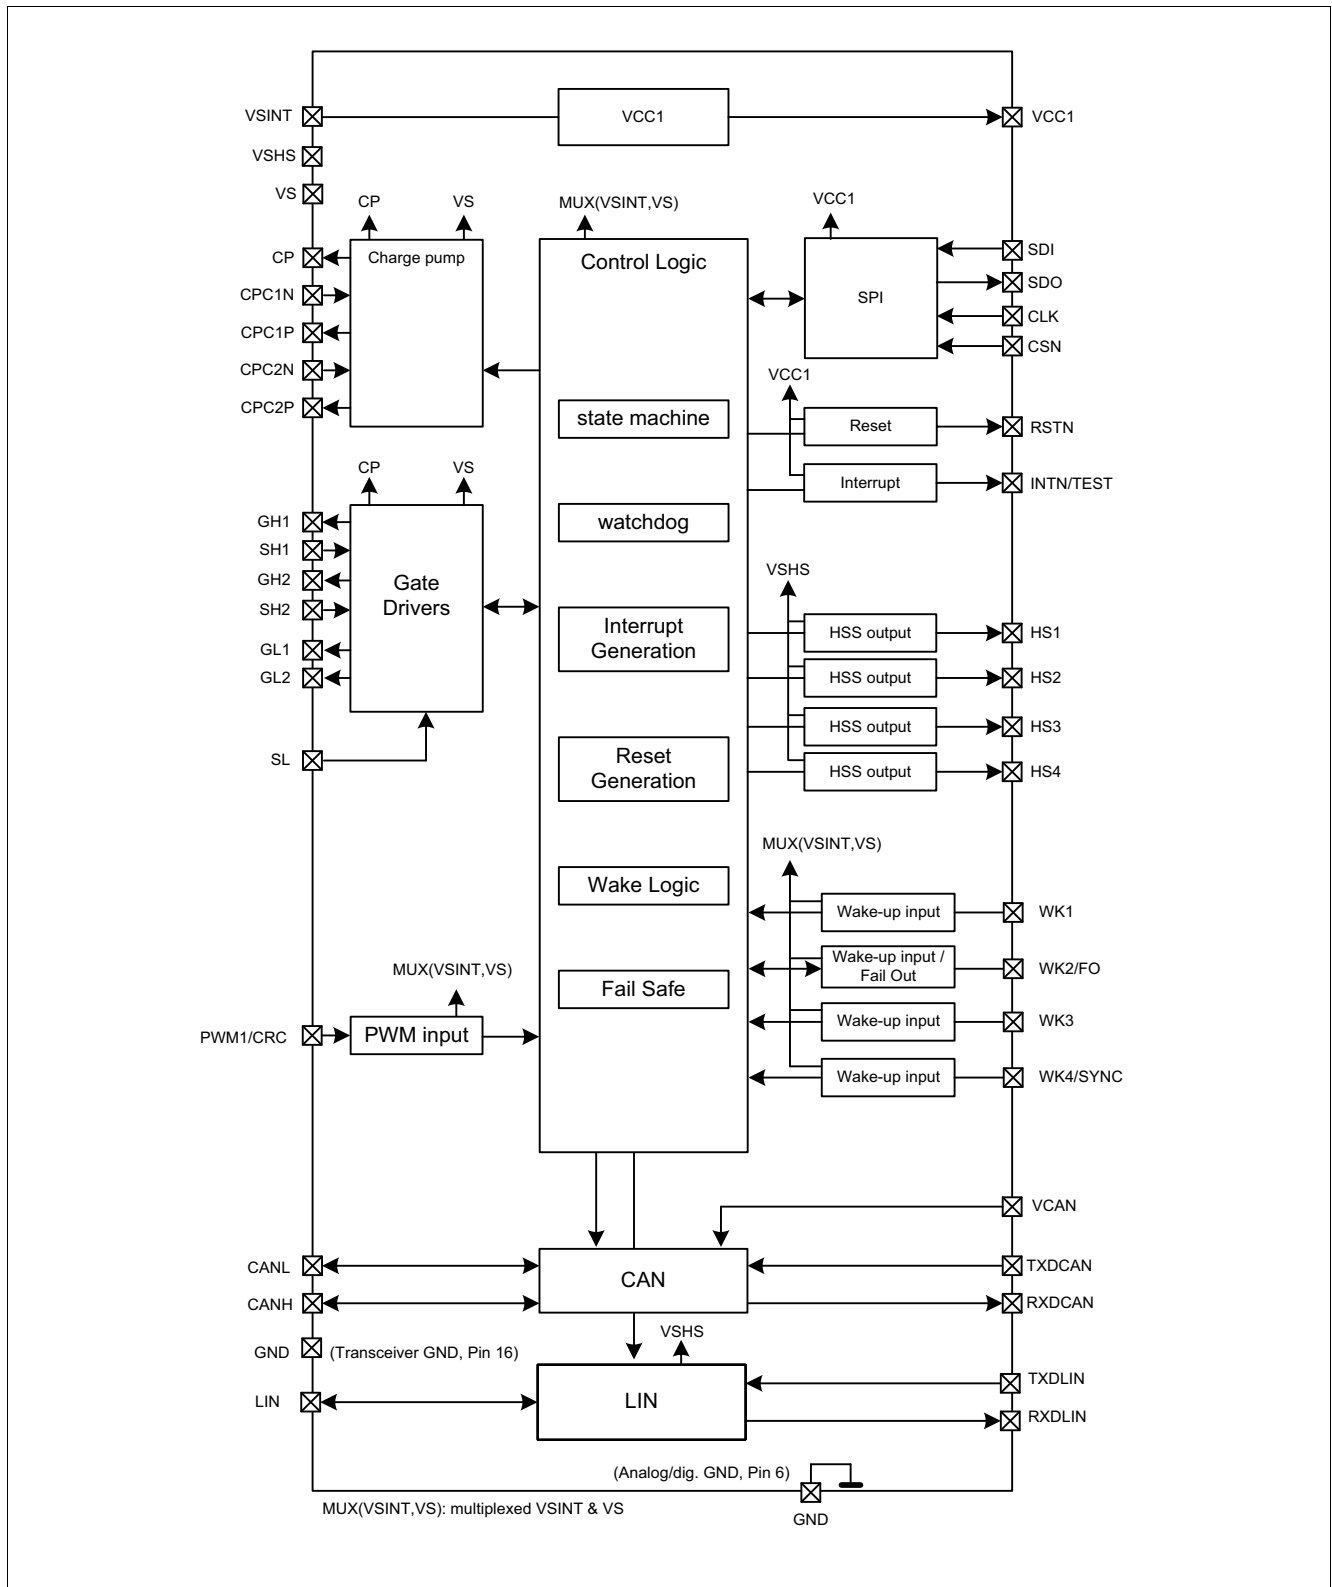 VSINT
VCC1
VCC1
VSHS
VS
CP
VS
MUX(VSINT,VS)
VCC1
CP
Charge pump
Control Logic
SDI
SPI
SDO
CPC1N
CLK
CPC1P
CSN
CPC2N
VCC1
CPC2P
state machine
Reset
RSTN
CP
VS
Interrupt
INTN/TEST
GH1
watchdog
SH1
GH2
Gate
Drivers
VSHS
SH2
Interrupt
Generation
HSS output
HS1
GL1
GL2
HSS output
HS2
HSS output
HS3
SL
Reset
Generation
HSS output
HS4
MUX(VSINT,VS)
Wake Logic
Wake-up input
WK1
MUX(VSINT,VS)
Wake-up input /
Fail Out
WK2/FO
Fail Safe
PWM1/CRC
PWM input
Wake-up input
WK3
Wake-up input
WK4/SYNC
VCAN
CANL
CAN
TXDCAN
CANH
RXDCAN
GND
(Transceiver GND, Pin 16)
VSHS
TXDLIN
LIN
LIN
RXDLIN
(Analog/dig. GND, Pin 6)
MUX(VSINT,VS): multiplexed VSINT & VS
GND